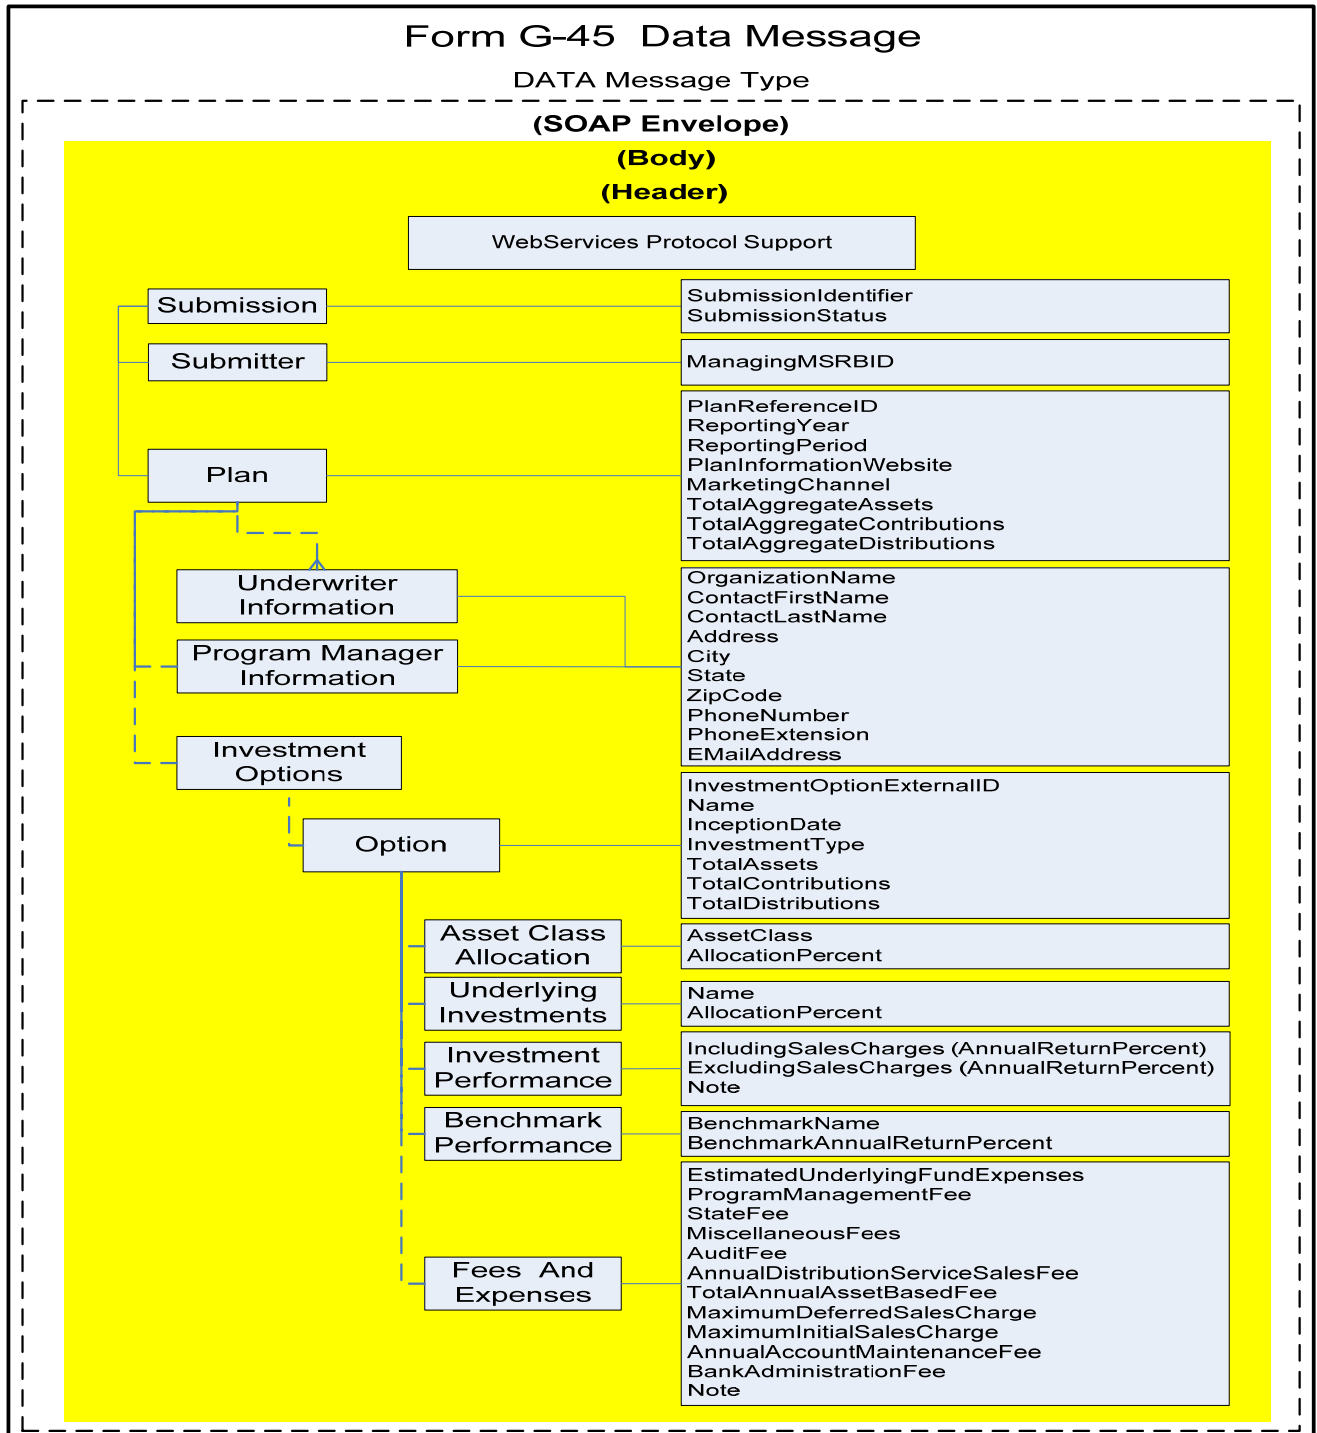 Form G-45 Data Message
DATA Message Type
(SOAP Envelope)
(Body)
(Header)
WebServices Protocol Support
Submission
SubmissionIdentifier
SubmissionStatus
Submitter
ManagingMSRBID
Plan
PlanReferenceID
ReportingYear
ReportingPeriod
PlanInformationWebsite
MarketingChannel
TotalAggregateAssets
TotalAggregateContributions
TotalAggregateDistributions
Underwriter
Information
Program Manager
Information
OrganizationName
ContactFirstName
ContactLastName
Address
City
State
ZipCode
PhoneNumber
PhoneExtension
EMailAddress
Investment
Options
Option
InvestmentOptionExternalID
Name
InceptionDate
InvestmentType
TotalAssets
TotalContributions
TotalDistributions
Asset Class
Allocation
AssetClass
AllocationPercent
Underlying
Investments
Name
AllocationPercent
Investment
Performance
IncludingSalesCharges (AnnualReturnPercent)
ExcludingSalesCharges (AnnualReturnPercent)
Note
Benchmark
Performance
BenchmarkName
BenchmarkAnnualReturnPercent
Fees And
Expenses
EstimatedUnderlyingFundExpenses
ProgramManagementFee
StateFee
MiscellaneousFees
AuditFee
AnnualDistributionServiceSalesFee
TotalAnnualAssetBasedFee
MaximumDeferredSalesCharge
MaximumInitialSalesCharge
AnnualAccountMaintenanceFee
BankAdministrationFee
Note